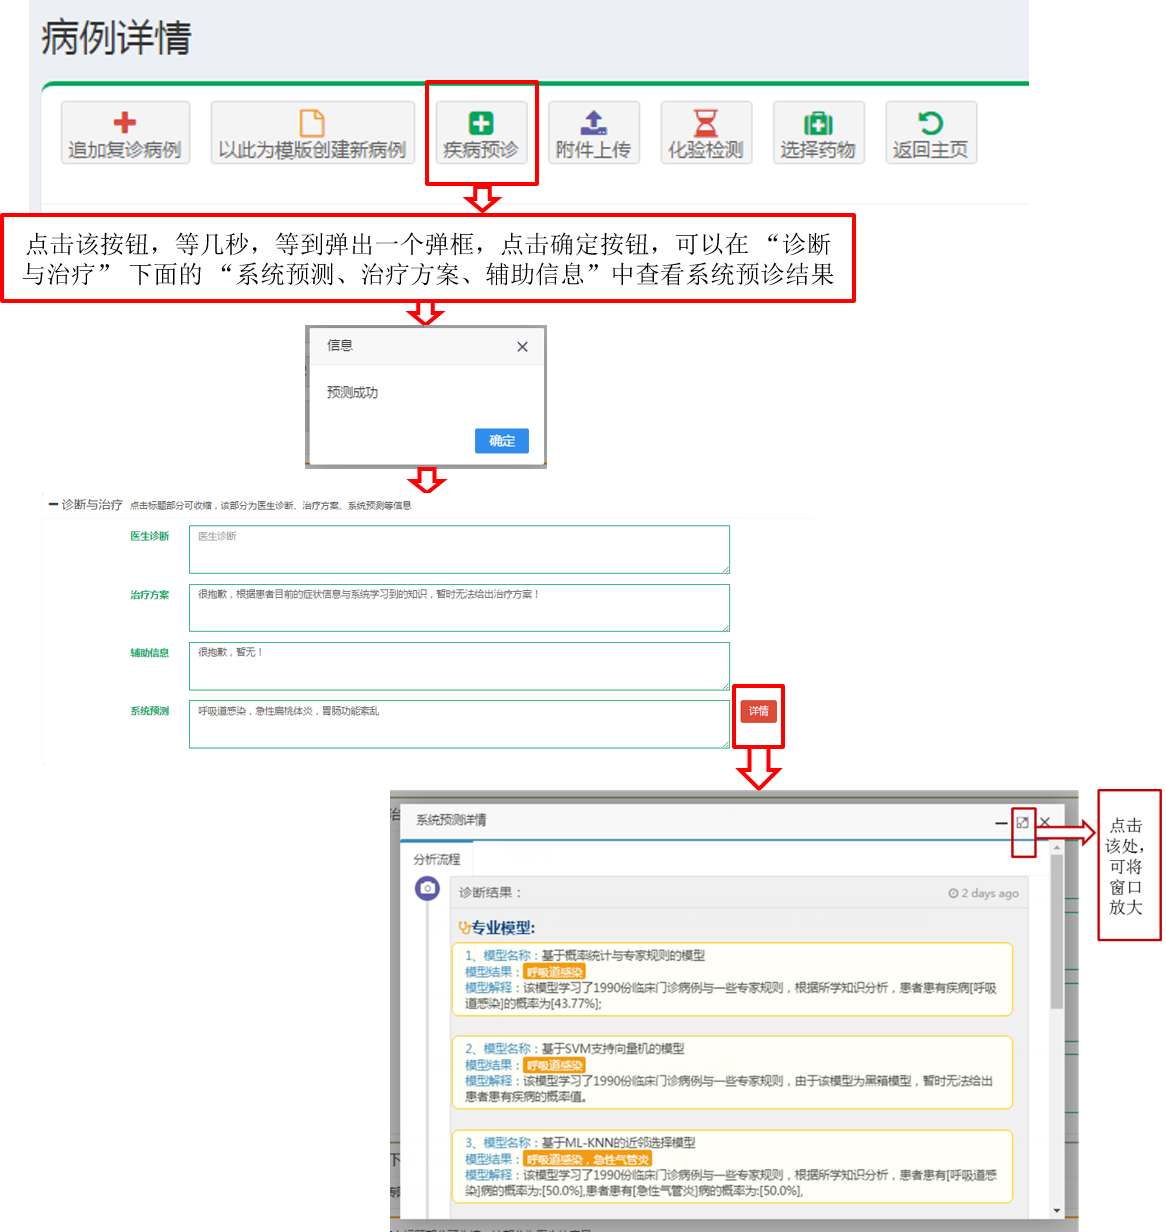 病例详情
追加复诊病例
以此为模版创建新病例
疾病预诊
附件上传
化验检测
选择药物
返回主页
点击该按钮，等几秒，等到弹出一个弹框，点击确定按钮，可以在 “诊断
与治疗” 下面的 “系统预测、治疗方案、辅助信息”中查看系统预诊结果
信息
预测成功
确定
诊断与治疗 点击标题部分可收缩，该部分为医生诊断、治疗方案、系统预测等信息
医生诊断 医生诊断
治疗方案 很抱歉，根据患者目前的症状信息与系统学习到的知识，暂时无法给出治疗方案！
辅助信息 很抱歉，暂无！
系统预测 呼吸道感染，急性扁桃体炎，胃肠功能紊乱
详情
系统预测详情
点击
该处，
可将
窗口
放大
分析流程
诊断结果： 2 days ago
专业模型:
1、模型名称：基于概率统计与专家规则的模型
模型结果：呼吸道感染
模型解释：该模型学习了1990份临床门诊病例与一些专家规则，根据所学知识分析，患者患有疾病[呼吸
道感染]的概率为[43.77%];
2、模型名称：基于SVM支持向量机的模型
模型结果：呼吸道感染
模型解释：该模型学习了1990份临床门诊病例与一些专家规则，由于该模型为黑箱模型，暂时无法给出
患者患有疾病的概率值。
3、模型名称：基于ML-KNN的近邻选择模型
模型结果：呼吸道感染，急性气管炎
模型解释：该模型学习了1990份临床门诊病例与一些专家规则，根据所学知识分析，患者患有[呼吸道感
染]病的概率为:[50.0%],患者患有[急性气管炎]病的概率为:[50.0%],